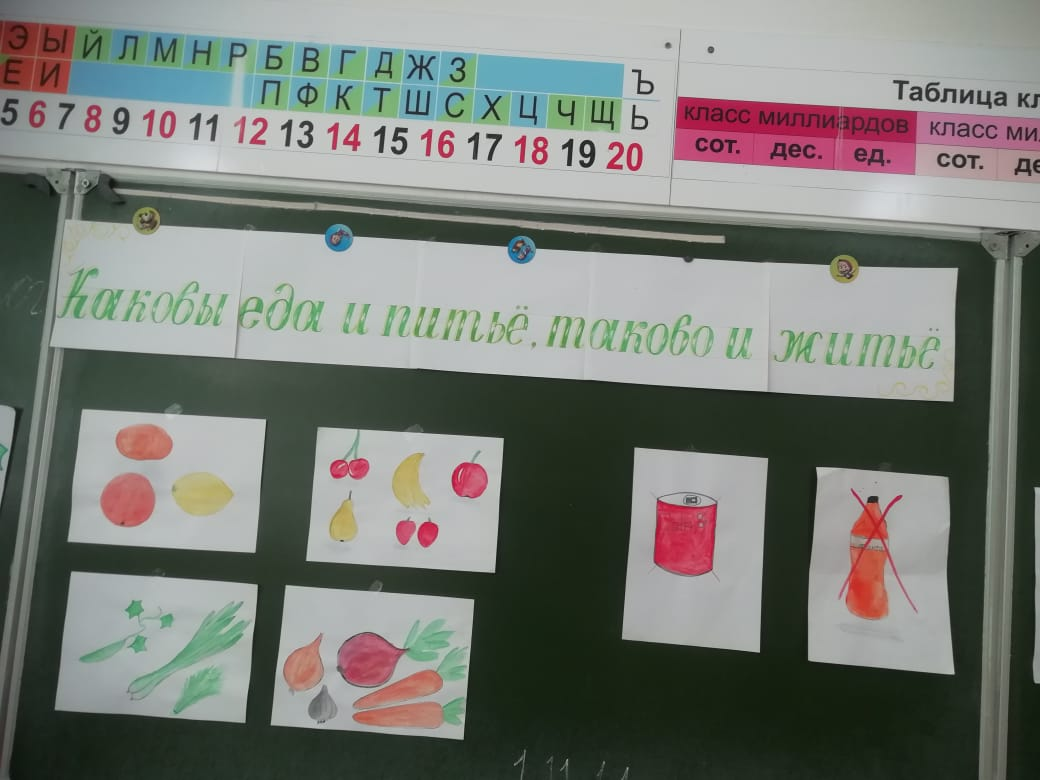 Э Ы Й Л М Н Р Б В Г Д Ж З Ъ
Е И П Ф К Т Ш С Х Ц Ч Щ Ь
5 6 7 8 9 10 11 12 13 14 15 16 17 18 19 20
Таблица кл
класс миллиардов класс ми
сот. дес. ед. сот. де
Каковы еда и питьё, таково и житьё